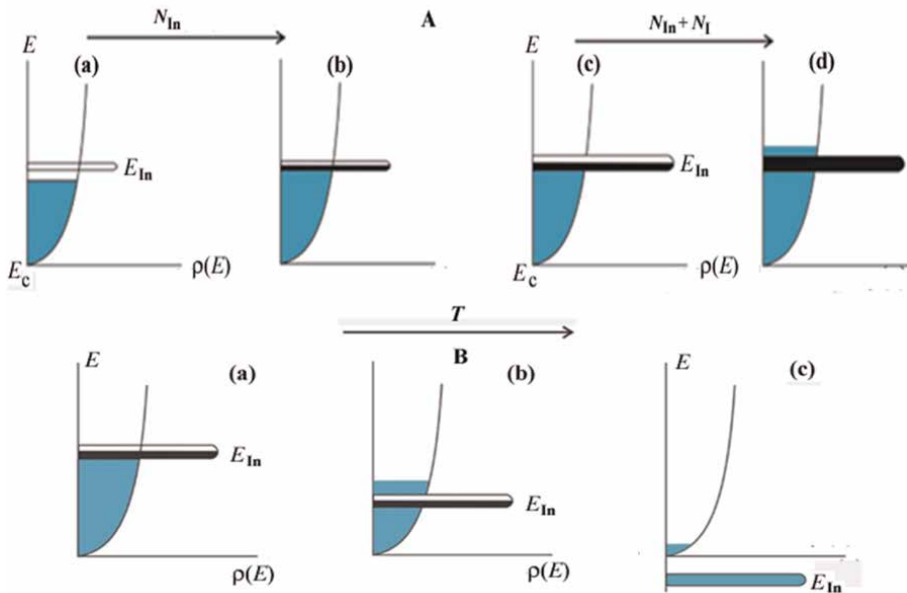 A
N_In
N_In + N_I
E
(a)
(b)
(c)
(d)
E_In
E_In
E_c
ρ(E)
E_c
ρ(E)
T
B
E
(a)
(b)
E
(c)
E_In
E_In
ρ(E)
ρ(E)
E_In